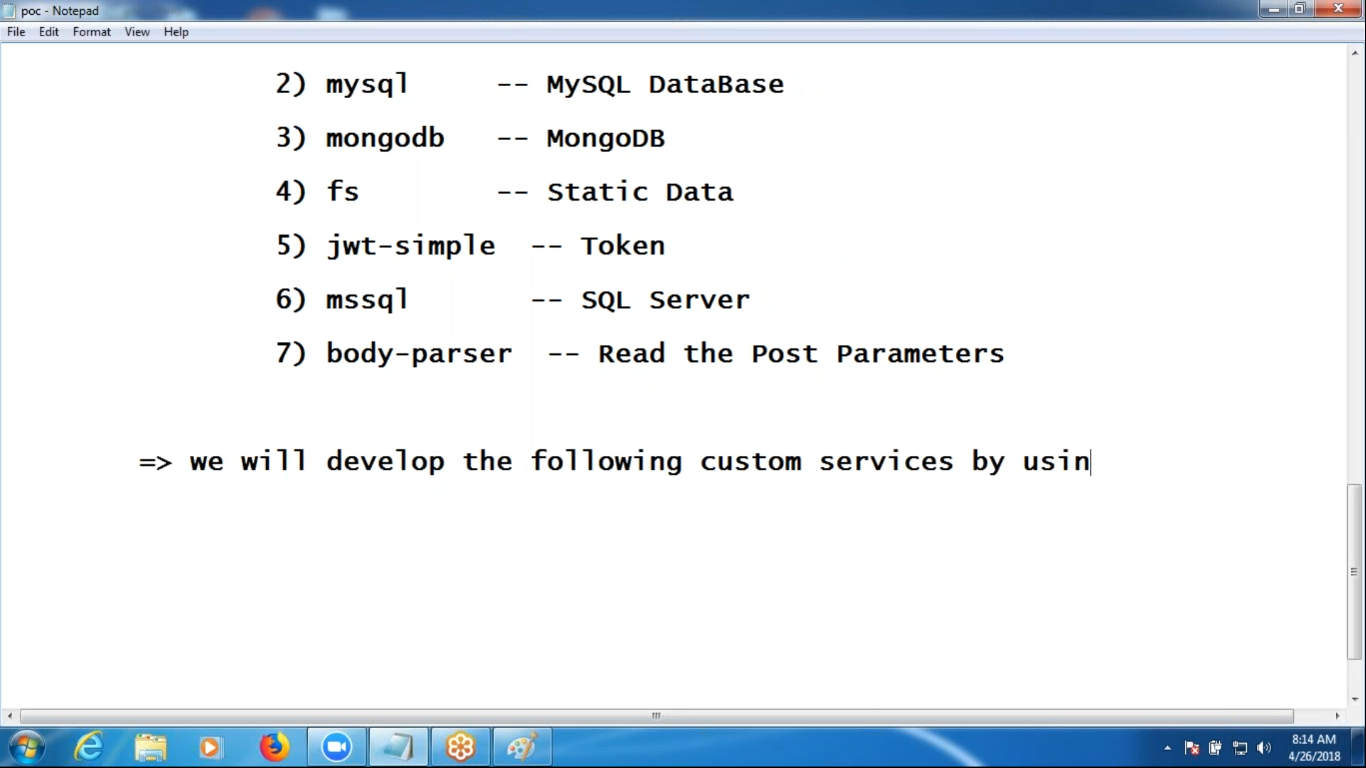 poc - Notepad
File Edit Format View Help
2) mysql -- MySQL DataBase
3) mongodb -- MongoDB
4) fs -- Static Data
5) jwt-simple -- Token
6) mssql -- SQL Server
7) body-parser -- Read the Post Parameters
=> we will develop the following custom services by usin
8:14 AM
4/26/2018